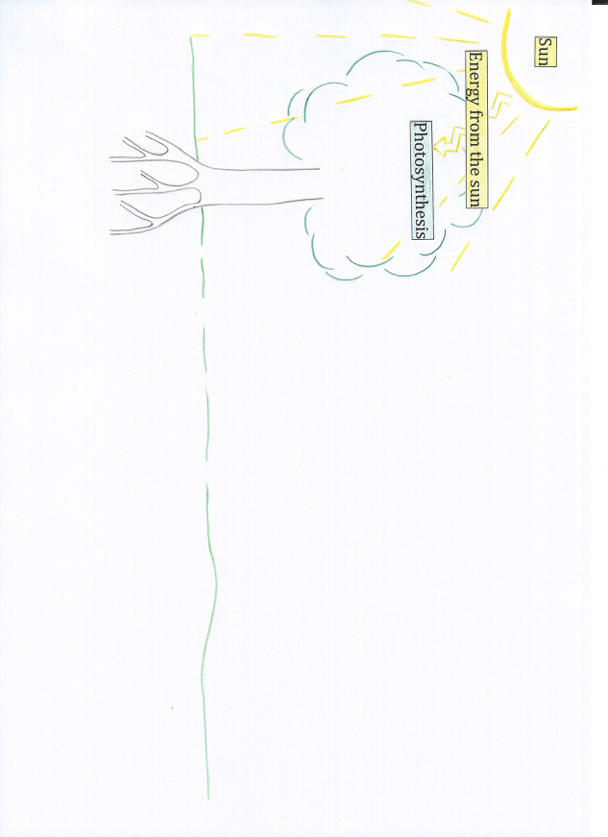 Sun
Energy from the sun
Photosynthesis